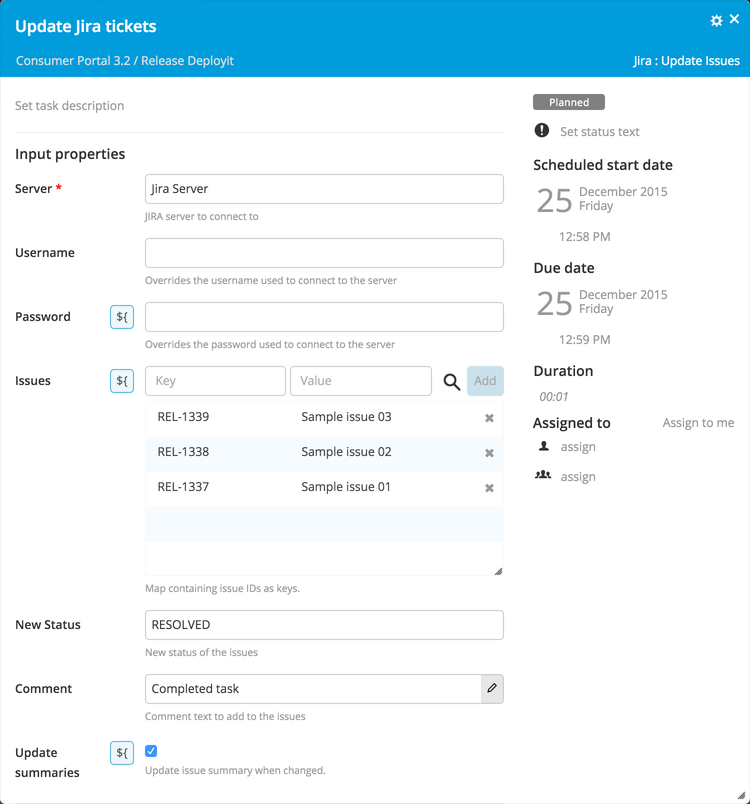 Update Jira tickets
Consumer Portal 3.2 / Release Deployit
Jira : Update Issues
Set task description
Input properties
Server *
Jira Server
JIRA server to connect to
Username
Overrides the username used to connect to the server
Password
${
Overrides the password used to connect to the server
Issues
${
Key
Value
Add
REL-1339 Sample issue 03
REL-1338 Sample issue 02
REL-1337 Sample issue 01
Map containing issue IDs as keys.
New Status
RESOLVED
New status of the issues
Comment
Completed task
Comment text to add to the issues
Update
summaries
${
Update issue summary when changed.
Planned
Set status text
Scheduled start date
25
December 2015
Friday
12:58 PM
Due date
25
December 2015
Friday
12:59 PM
Duration
00:01
Assigned to
Assign to me
assign
assign